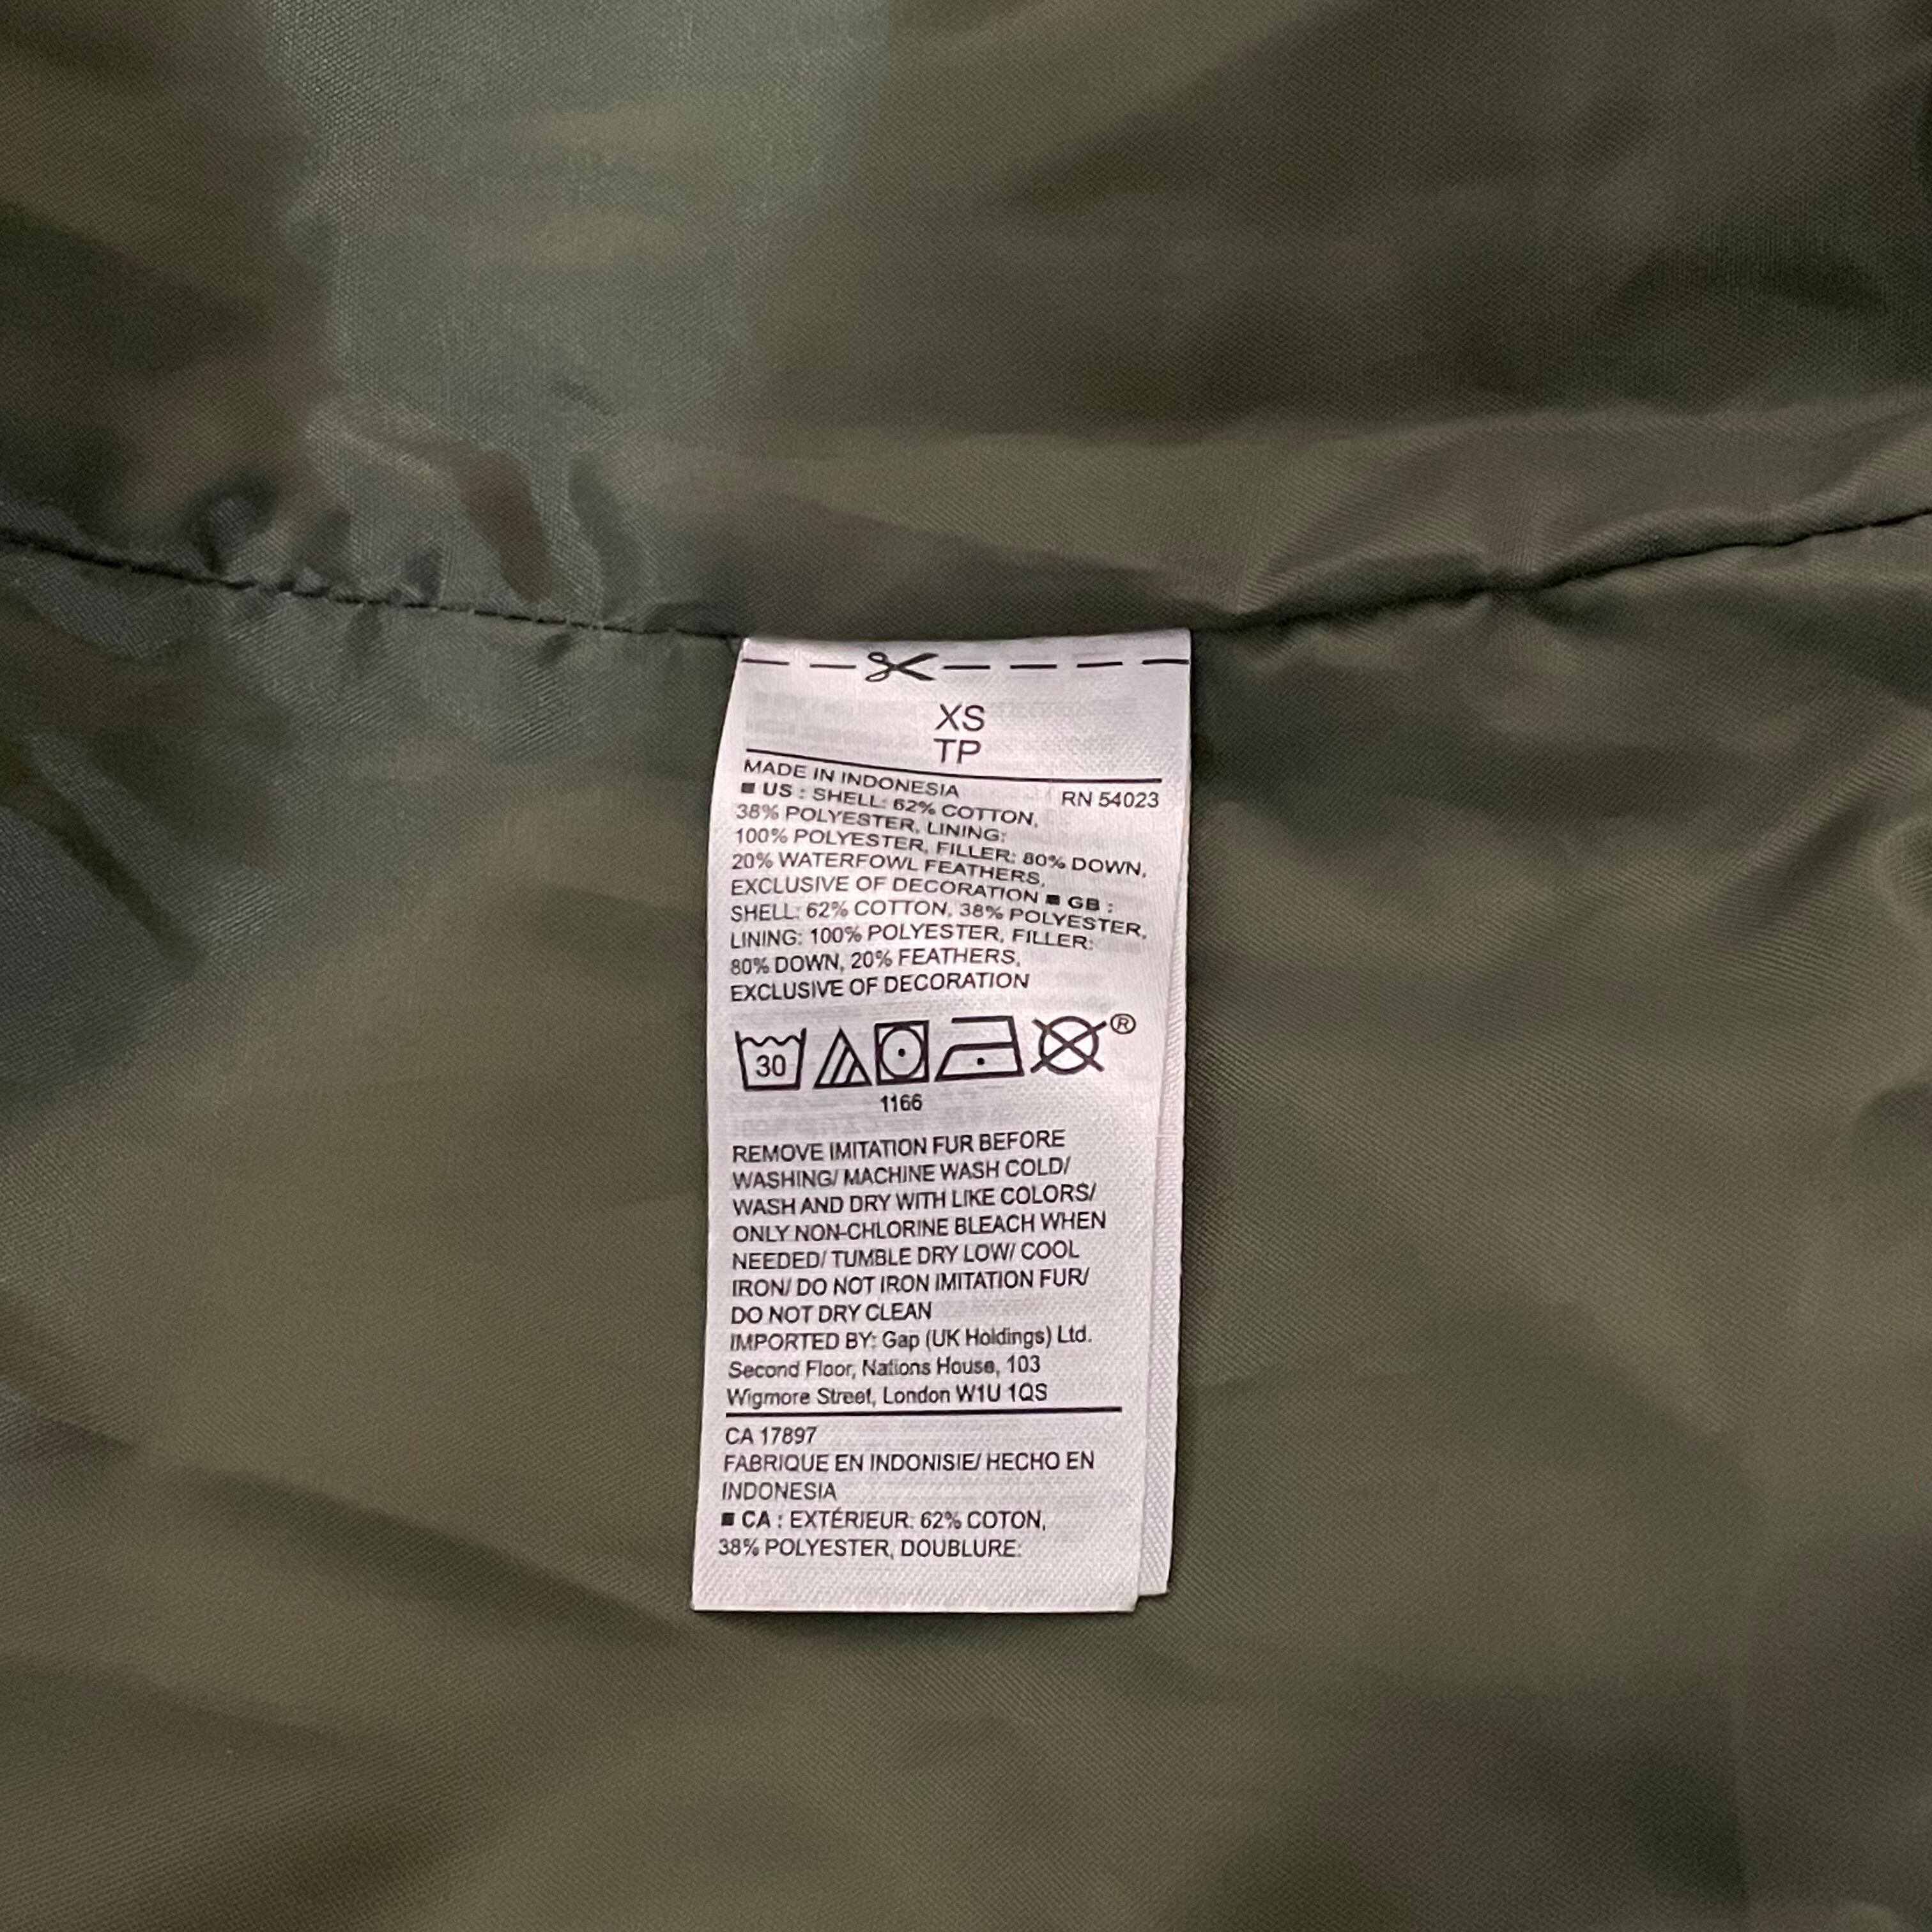 XS
TP
MADE IN INDONESIA RN 54023
■ US : SHELL: 62% COTTON,
38% POLYESTER, LINING:
100% POLYESTER, FILLER: 80% DOWN,
20% WATERFOWL FEATHERS,
EXCLUSIVE OF DECORATION ■ GB :
SHELL: 62% COTTON, 38% POLYESTER,
LINING: 100% POLYESTER, FILLER:
80% DOWN, 20% FEATHERS,
EXCLUSIVE OF DECORATION
30 ®
1166
REMOVE IMITATION FUR BEFORE
WASHING/ MACHINE WASH COLD/
WASH AND DRY WITH LIKE COLORS/
ONLY NON-CHLORINE BLEACH WHEN
NEEDED/ TUMBLE DRY LOW/ COOL
IRON/ DO NOT IRON IMITATION FUR/
DO NOT DRY CLEAN
IMPORTED BY: Gap (UK Holdings) Ltd.
Second Floor, Nations House, 103
Wigmore Street, London W1U 1QS
CA 17897
FABRIQUE EN INDONISIE/ HECHO EN
INDONESIA
■ CA : EXTÉRIEUR: 62% COTON,
38% POLYESTER, DOUBLURE: